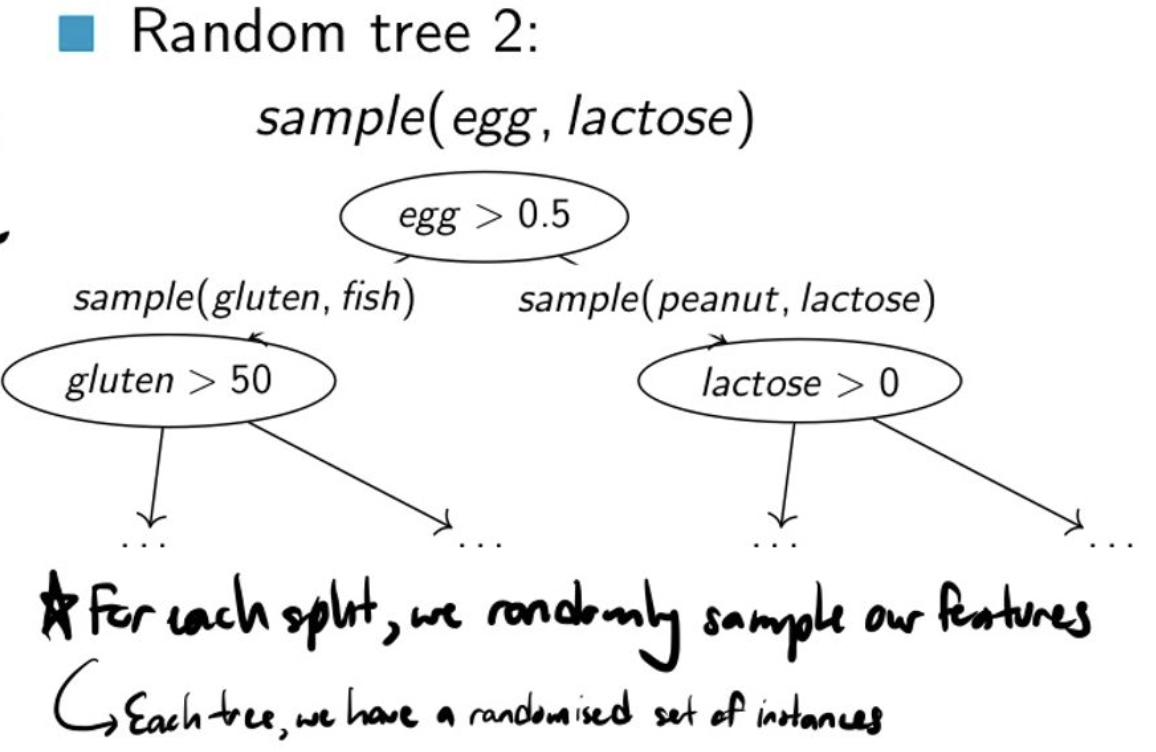 Random tree 2:
sample(egg, lactose)
egg > 0.5
sample(gluten, fish) sample(peanut, lactose)
gluten > 50 lactose > 0
... ... ... ...
For each split, we randomly sample our features
Each tree, we have a randomised set of instances